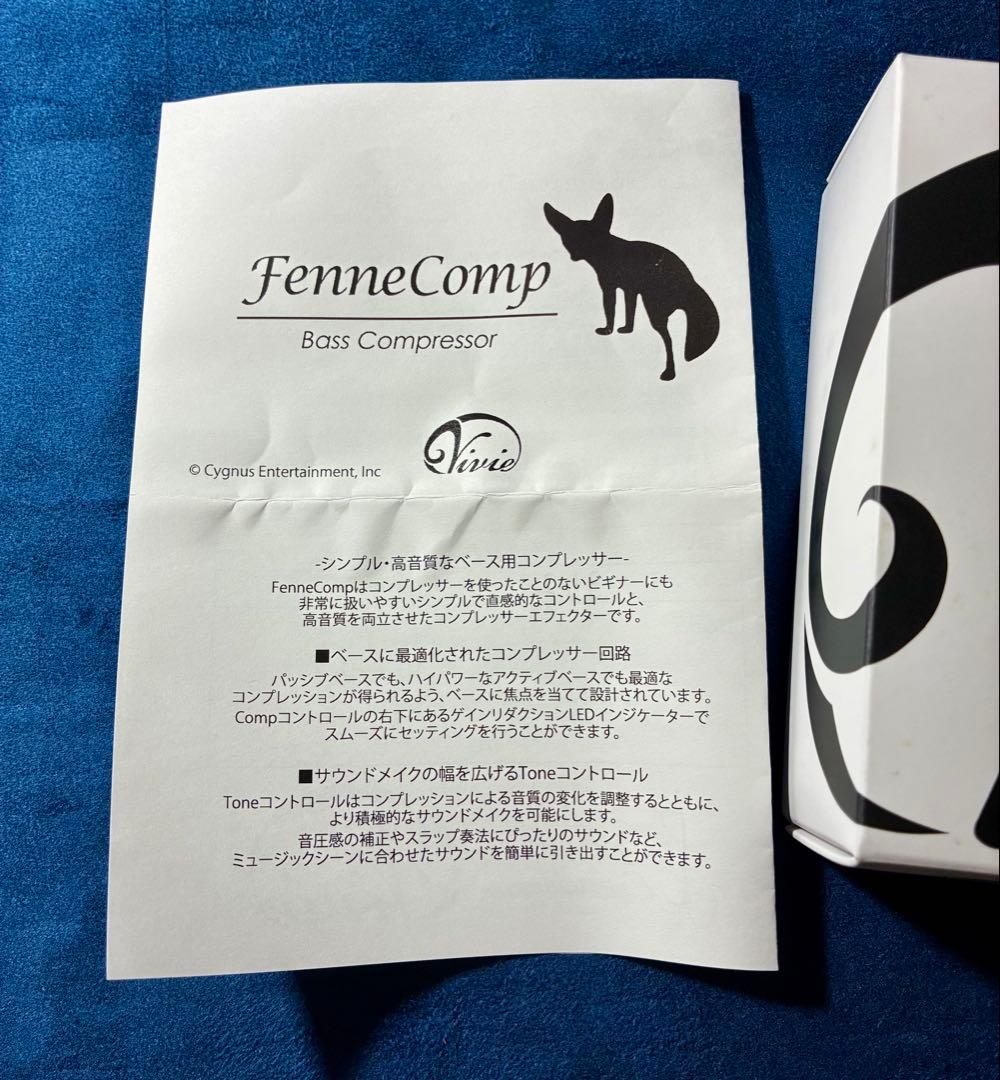 FenneComp
Bass Compressor
© Cygnus Entertainment, Inc
Vivie
-シンプル・高音質なベース用コンプレッサー-
FenneCompはコンプレッサーを使ったことのないビギナーにも
非常に扱いやすいシンプルで直感的なコントロールと、
高音質を両立させたコンプレッサーエフェクターです。
■ベースに最適化されたコンプレッサー回路
パッシブベースでも、ハイパワーなアクティブベースでも最適な
コンプレッションが得られるよう、ベースに焦点を当てて設計されています。
Compコントロールの右下にあるゲインリダクションLEDインジケーターで
スムーズにセッティングを行うことができます。
■サウンドメイクの幅を広げるToneコントロール
Toneコントロールはコンプレッションによる音質の変化を調整するとともに、
より積極的なサウンドメイクを可能にします。
音圧感の補正やスラップ奏法にぴったりのサウンドなど、
ミュージックシーンに合わせたサウンドを簡単に引き出すことができます。